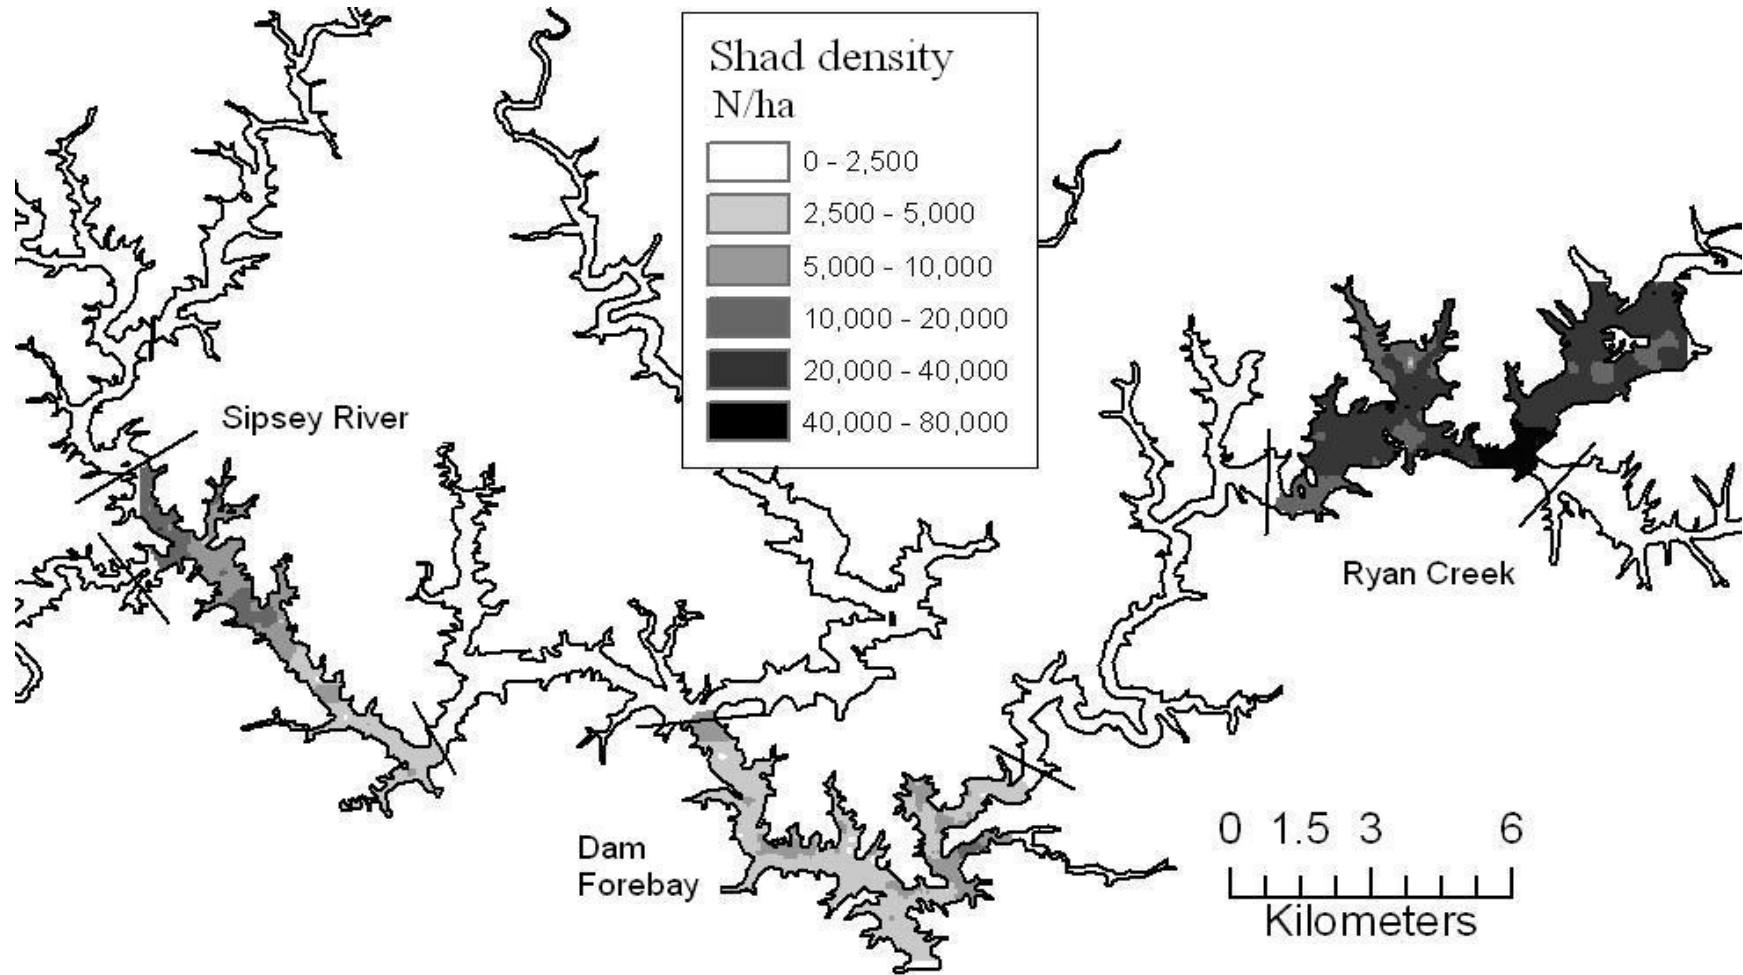 Shad density
N/ha
0 - 2,500
2,500 - 5,000
5,000 - 10,000
10,000 - 20,000
20,000 - 40,000
40,000 - 80,000
Sipsey River
Ryan Creek
Dam
Forebay
0 1.5 3 6
Kilometers